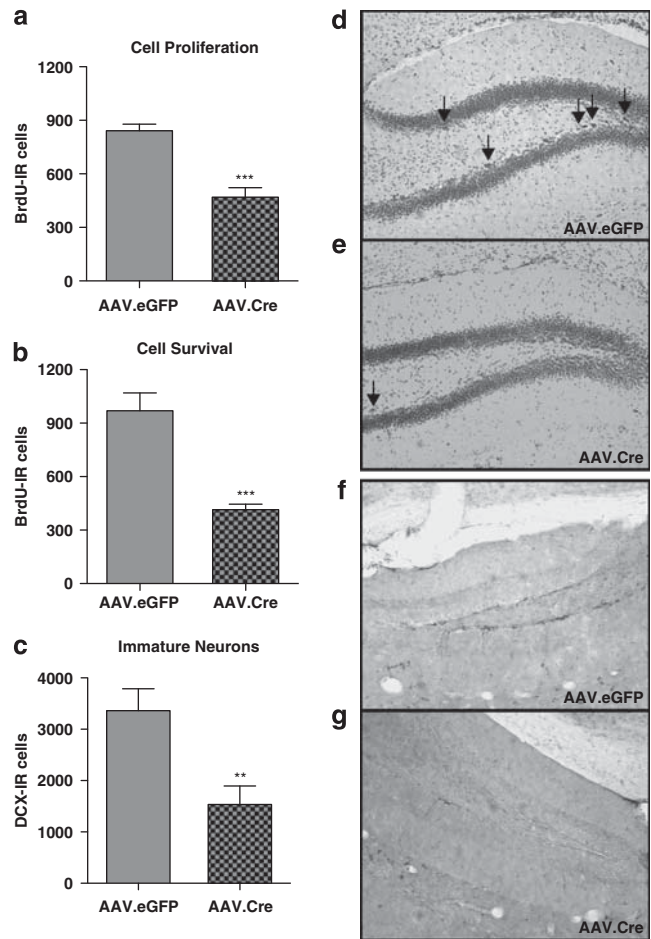 a
Cell Proliferation
1200
900
600
300
0
BrdU-IR cells
***
AAV.eGFP
AAV.Cre
b
Cell Survival
1200
900
600
300
0
BrdU-IR cells
***
AAV.eGFP
AAV.Cre
c
Immature Neurons
4000
3000
2000
1000
0
DCX-IR cells
**
AAV.eGFP
AAV.Cre
d
AAV.eGFP
e
AAV.Cre
f
AAV.eGFP
g
AAV.Cre